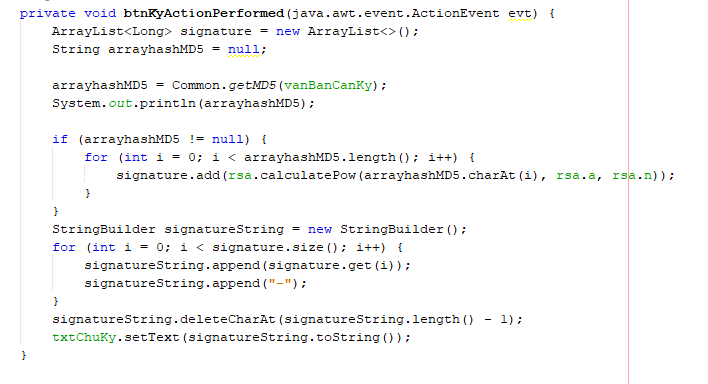 private void btnKyActionPerformed(java.awt.event.ActionEvent evt) {
ArrayList<Long> signature = new ArrayList<>();
String arrayhashMD5 = null;
arrayhashMD5 = Common.getMD5(vanBanCanKy);
System.out.println(arrayhashMD5);
if (arrayhashMD5 != null) {
for (int i = 0; i < arrayhashMD5.length(); i++) {
signature.add(rsa.calculatePow(arrayhashMD5.charAt(i), rsa.a, rsa.n));
}
}
StringBuilder signatureString = new StringBuilder();
for (int i = 0; i < signature.size(); i++) {
signatureString.append(signature.get(i));
signatureString.append("-");
}
signatureString.deleteCharAt(signatureString.length() - 1);
txtChuKy.setText(signatureString.toString());
}